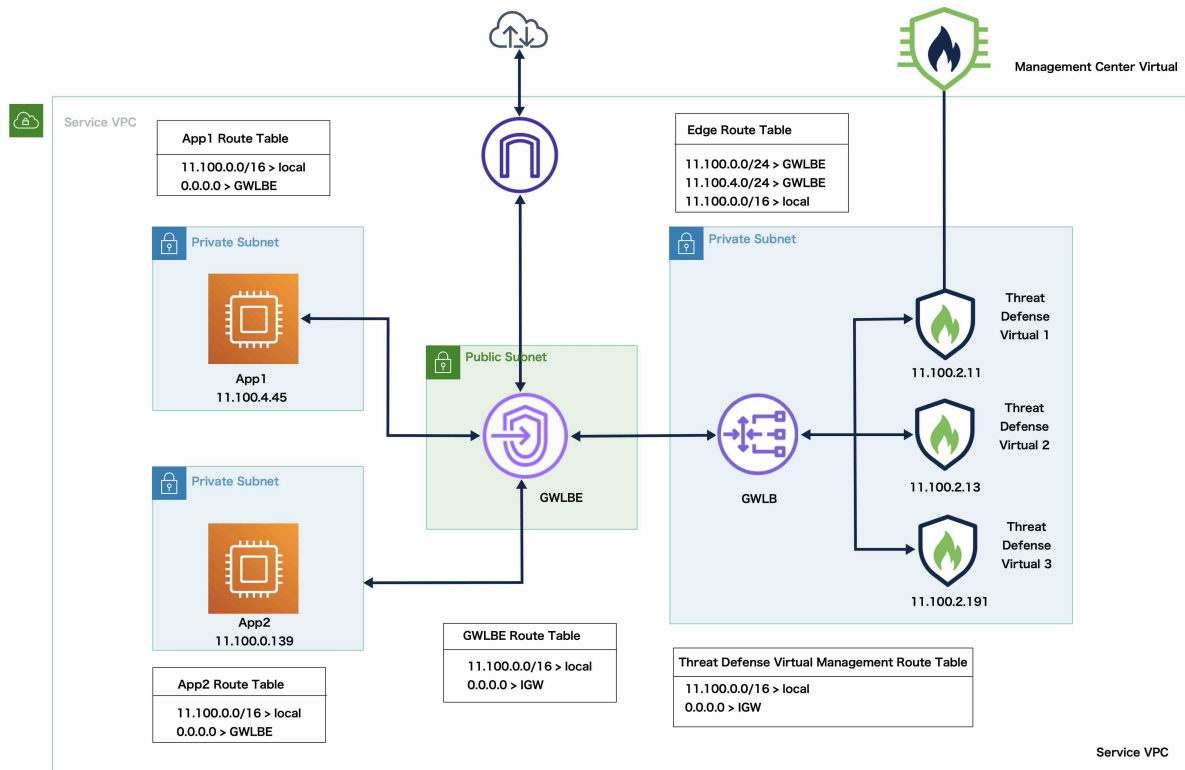 Management Center Virtual
Service VPC
App1 Route Table
11.100.0.0/16 > local
0.0.0.0 > GWLBE
Edge Route Table
11.100.0.0/24 > GWLBE
11.100.4.0/24 > GWLBE
11.100.0.0/16 > local
Private Subnet
App1
11.100.4.45
Private Subnet
Threat
Defense
Virtual 1
11.100.2.11
Public Subnet
GWLBE
GWLB
Threat
Defense
Virtual 2
11.100.2.13
Threat
Defense
Virtual 3
11.100.2.191
Private Subnet
App2
11.100.0.139
App2 Route Table
11.100.0.0/16 > local
0.0.0.0 > GWLBE
GWLBE Route Table
11.100.0.0/16 > local
0.0.0.0 > IGW
Threat Defense Virtual Management Route Table
11.100.0.0/16 > local
0.0.0.0 > IGW
Service VPC